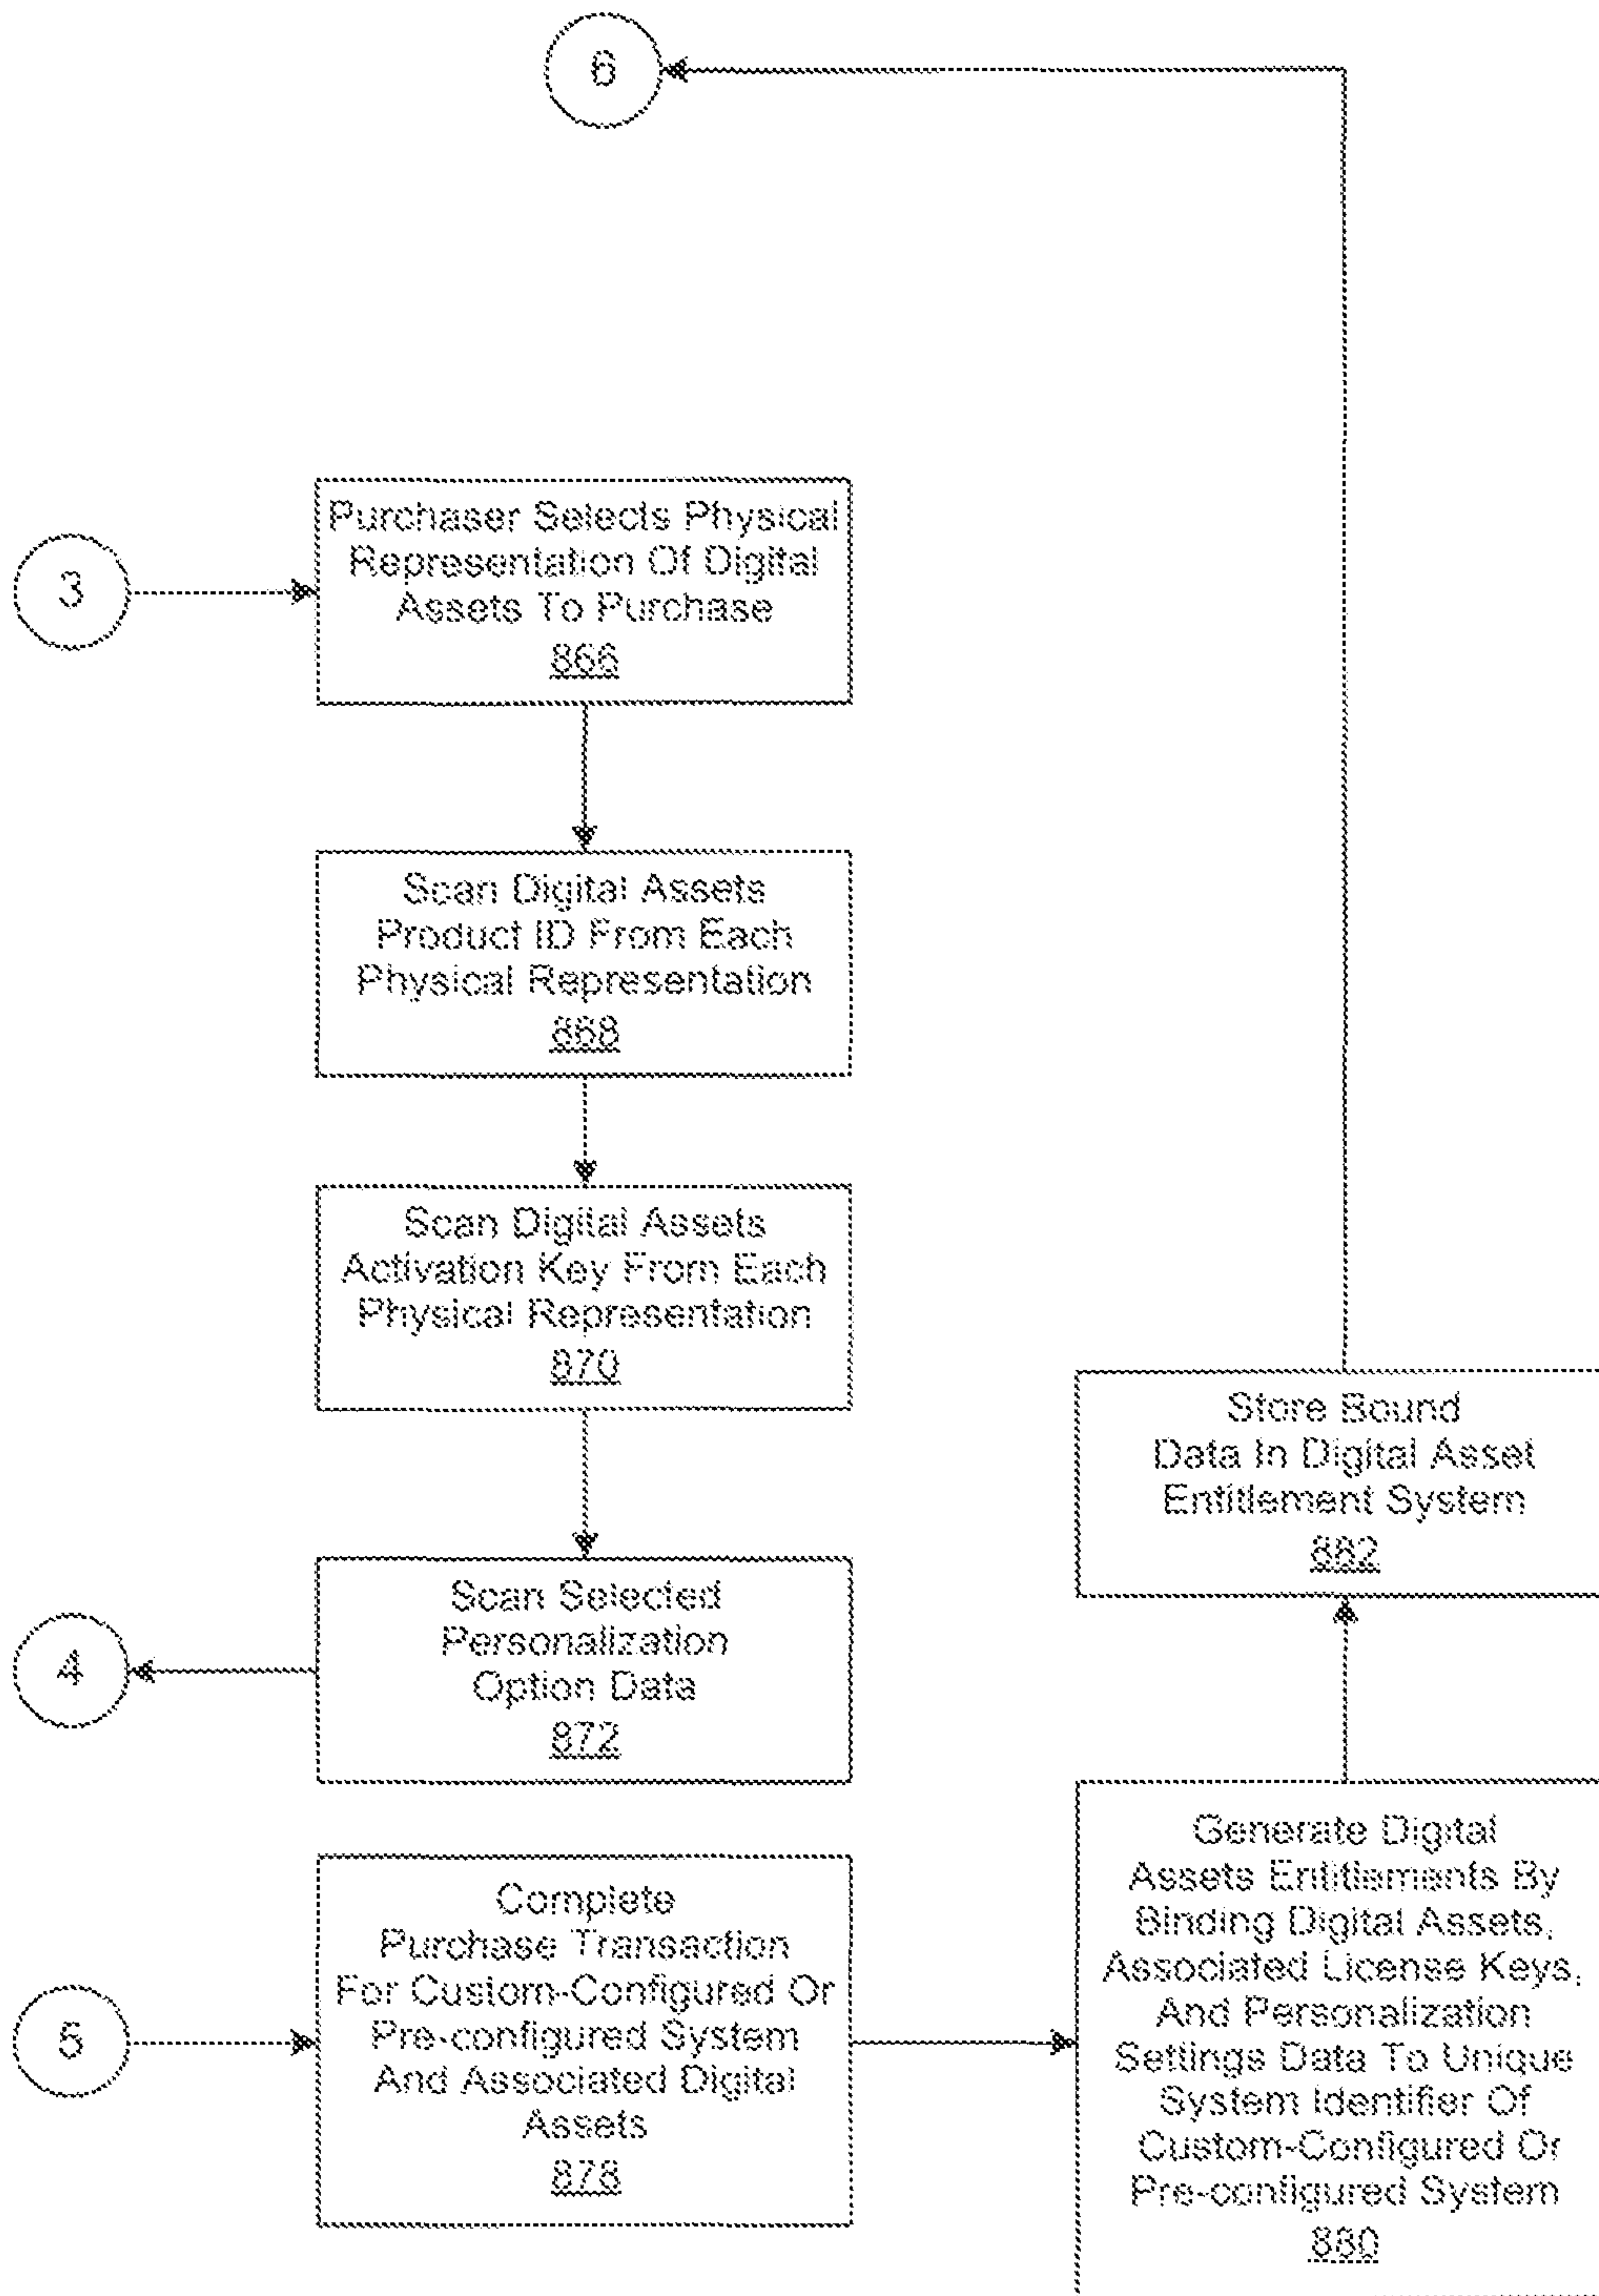 6
3
Purchaser Selects Physical
Representation Of Digital
Assets To Purchase
866
Scan Digital Assets
Product ID From Each
Physical Representation
868
Scan Digital Assets
Activation Key From Each
Physical Representation
870
Scan Selected
Personalization
Option Data
872
4
5
Complete
Purchase Transaction
For Custom-Configured Or
Pre-configured System
And Associated Digital
Assets
878
Generate Digital
Assets Entitlements By
Binding Digital Assets,
Associated License Keys,
And Personalization
Settings Data To Unique
System Identifier Of
Custom-Configured Or
Pre-configured System
880
Store Bound
Data In Digital Asset
Entitlement System
882